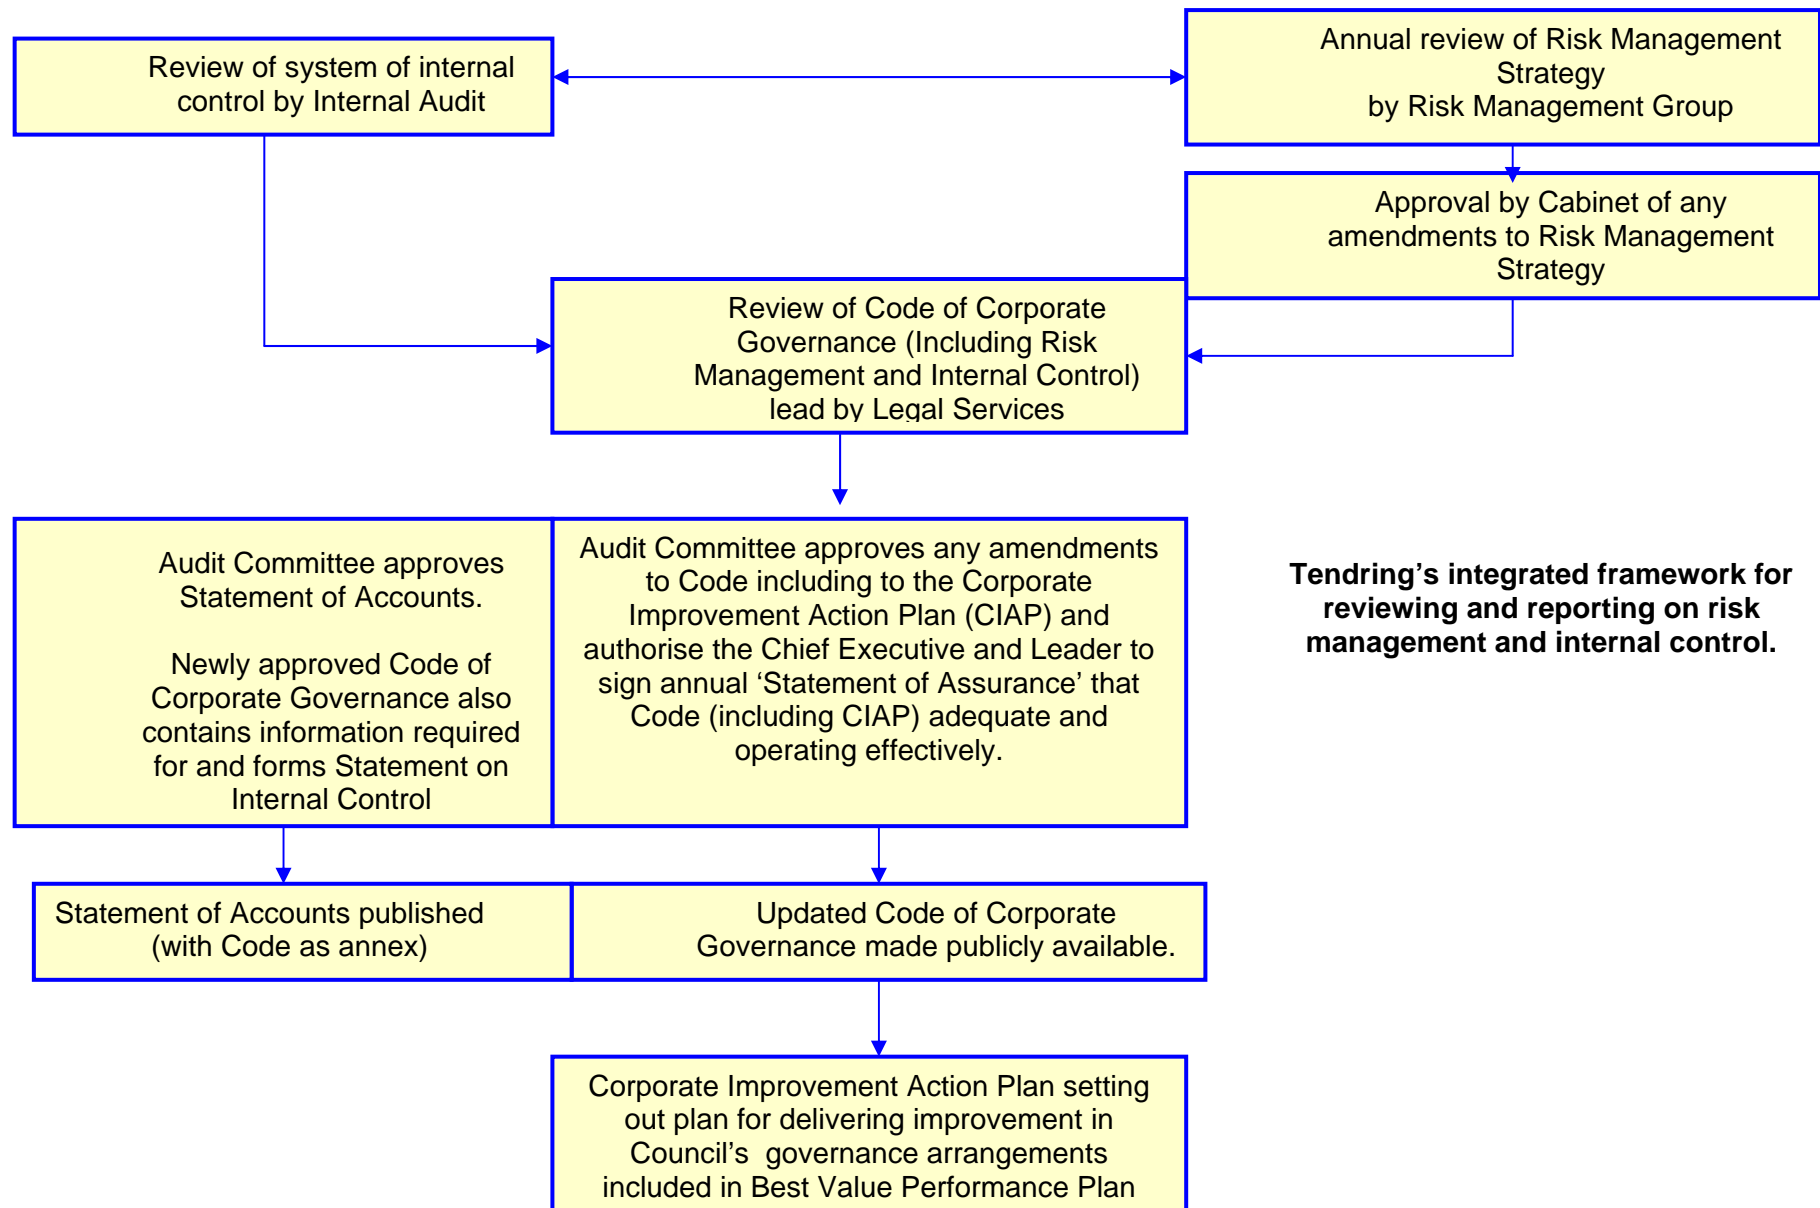 Review of system of internal
control by Internal Audit
Annual review of Risk Management
Strategy
by Risk Management Group
Approval by Cabinet of any
amendments to Risk Management
Strategy
Review of Code of Corporate
Governance (Including Risk
Management and Internal Control)
lead by Legal Services
Audit Committee approves
Statement of Accounts.
Newly approved Code of
Corporate Governance also
contains information required
for and forms Statement on
Internal Control
Audit Committee approves any amendments
to Code including to the Corporate
Improvement Action Plan (CIAP) and
authorise the Chief Executive and Leader to
sign annual ‘Statement of Assurance’ that
Code (including CIAP) adequate and
operating effectively.
Tendring’s integrated framework for
reviewing and reporting on risk
management and internal control.
Statement of Accounts published
(with Code as annex)
Updated Code of Corporate
Governance made publicly available.
Corporate Improvement Action Plan setting
out plan for delivering improvement in
Council’s  governance arrangements
included in Best Value Performance Plan